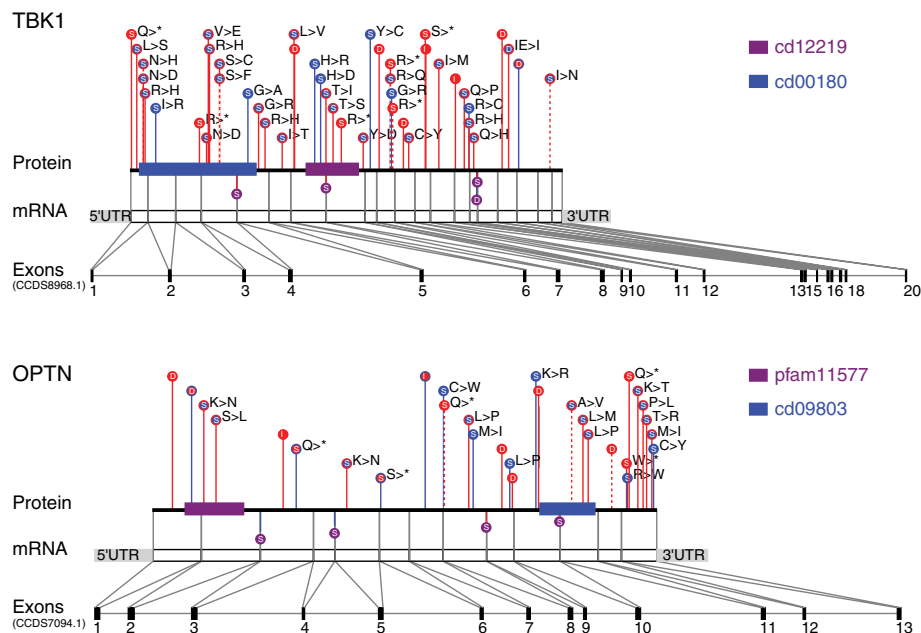 TBK1
S Q>* S V>E S L>V S Y>C S S>* D IE>I
S L>S S R>H D D I S D
S N>H S S>C S H>R S R>* S I>M D
S N>D S S>F S H>D S R>Q I S I>N
S R>H S G>A S T>I S G>R S Q>P
S I>R S G>R S T>S S R>* S R>C
S R>* S R>H S R>* D S R>H
S N>D S I>T S Y>D S C>Y S Q>H
cd12219
cd00180
Protein
S S S D
mRNA
5'UTR 3'UTR
Exons
(CCDS8968.1)
1 2 3 4 5 6 7 8 9 10 11 12 13 15 16 18 20
OPTN
D I S K>R S Q>*
D S C>W D S K>T
S K>N S Q>* S A>V S P>L
S S>L S L>P S L>M S T>R
I S M>I S L>P S M>I
S Q>* D D S C>Y
S K>N S L>P S W>*
S S>* D S R>W
pfam11577
cd09803
Protein
S S S S
mRNA
5'UTR 3'UTR
Exons
(CCDS7094.1)
1 2 3 4 5 6 7 8 9 10 11 12 13